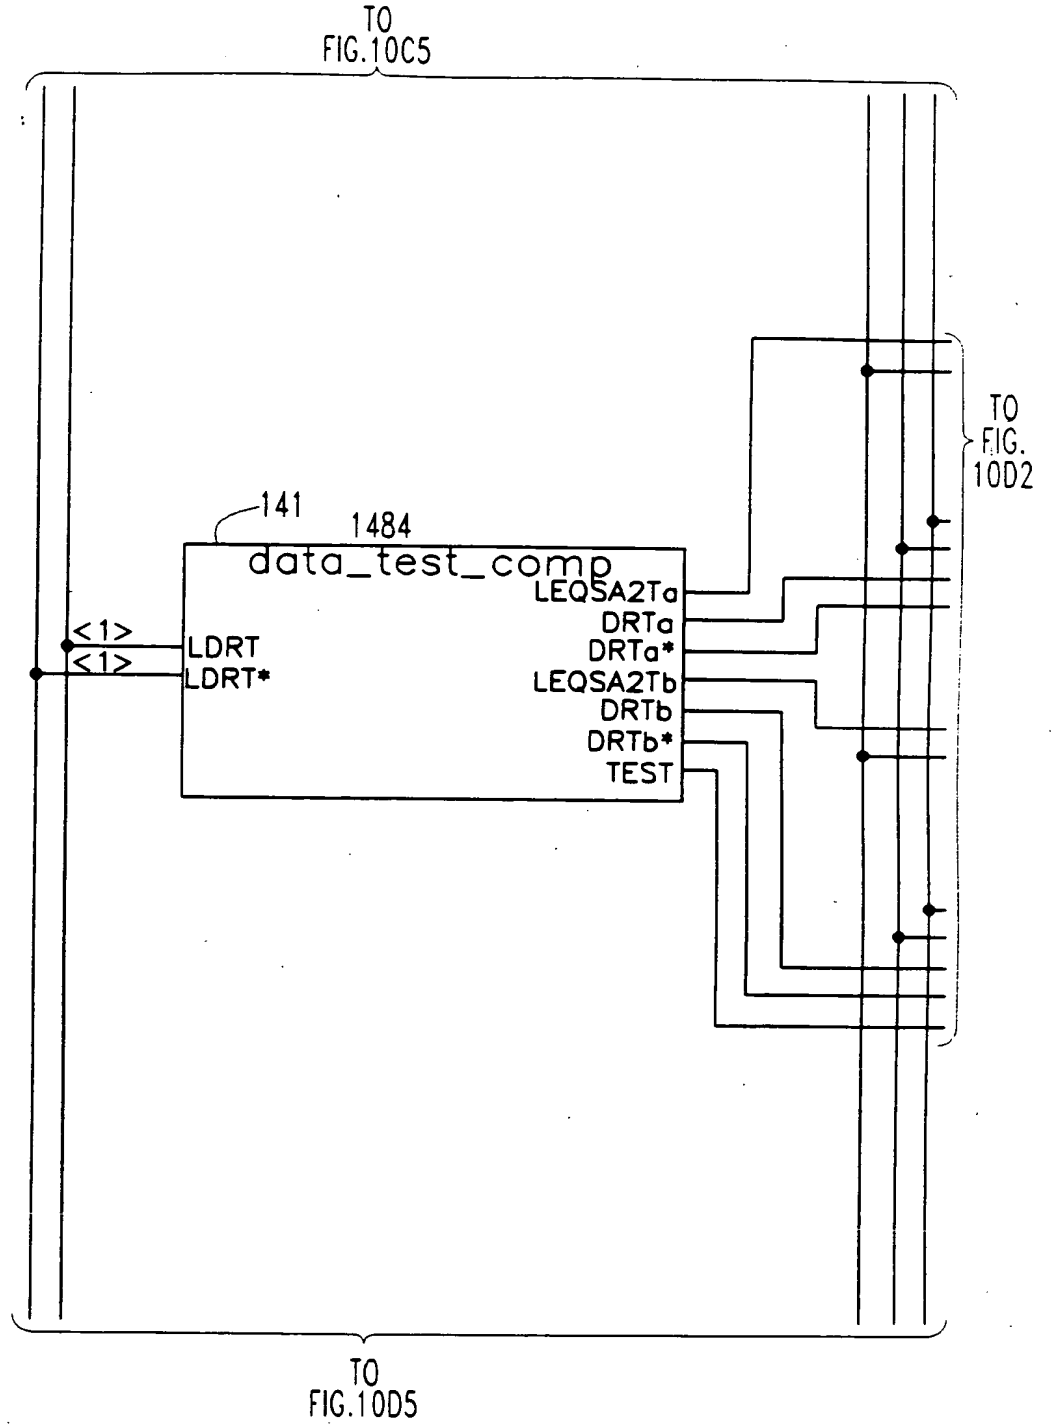 TO
FIG.10C5
TO
FIG.
10D2
141
1484
data_test_comp
LEQSA2Ta
DRTa
<1>
LDRT
DRTa*
<1>
LDRT*
LEQSA2Tb
DRTb
DRTb*
TEST
TO
FIG.10D5